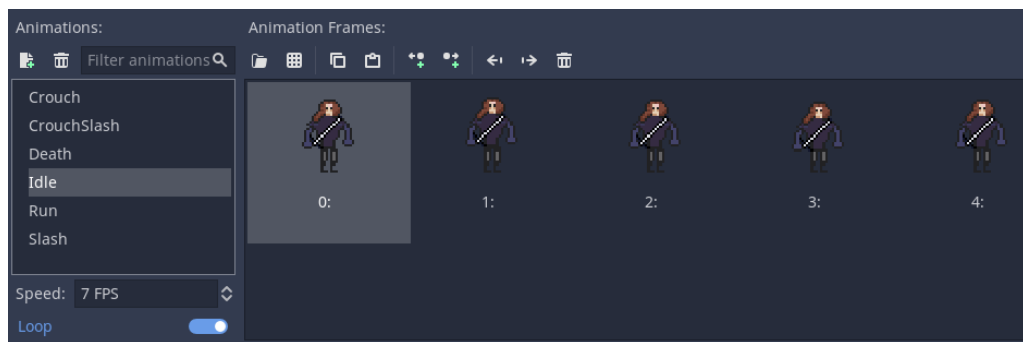 Animations:
Filter animations
Crouch
CrouchSlash
Death
Idle
Run
Slash
Speed: 7 FPS
Loop
Animation Frames:
0: 1: 2: 3: 4: